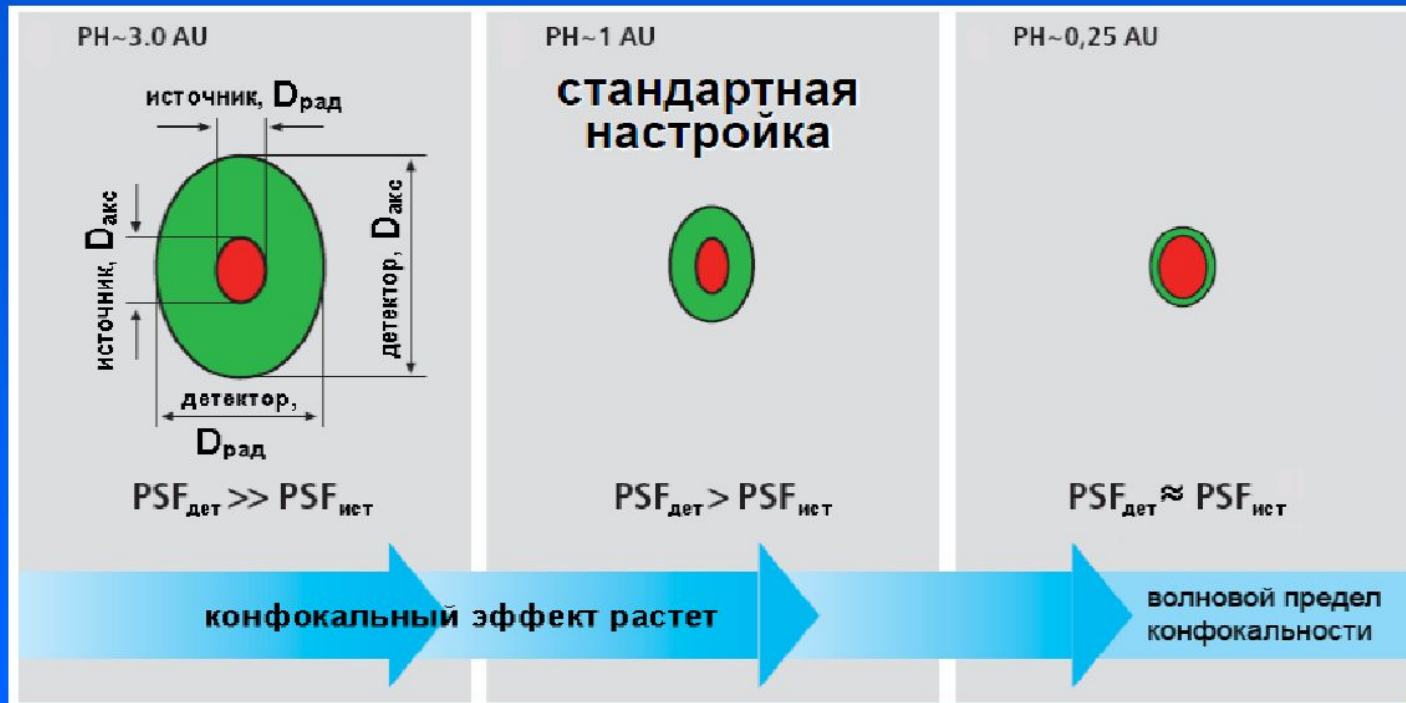 PH~3.0 AU
источник, Dрад
источник, Dакс
детектор, Dакс
детектор,
Dрад
PSFдет >> PSFист
PH~1 AU
стандартная
настройка
PSFдет > PSFист
PH~0,25 AU
PSFдет ≈ PSFист
конфокальный эффект растет
волновой предел
конфокальности